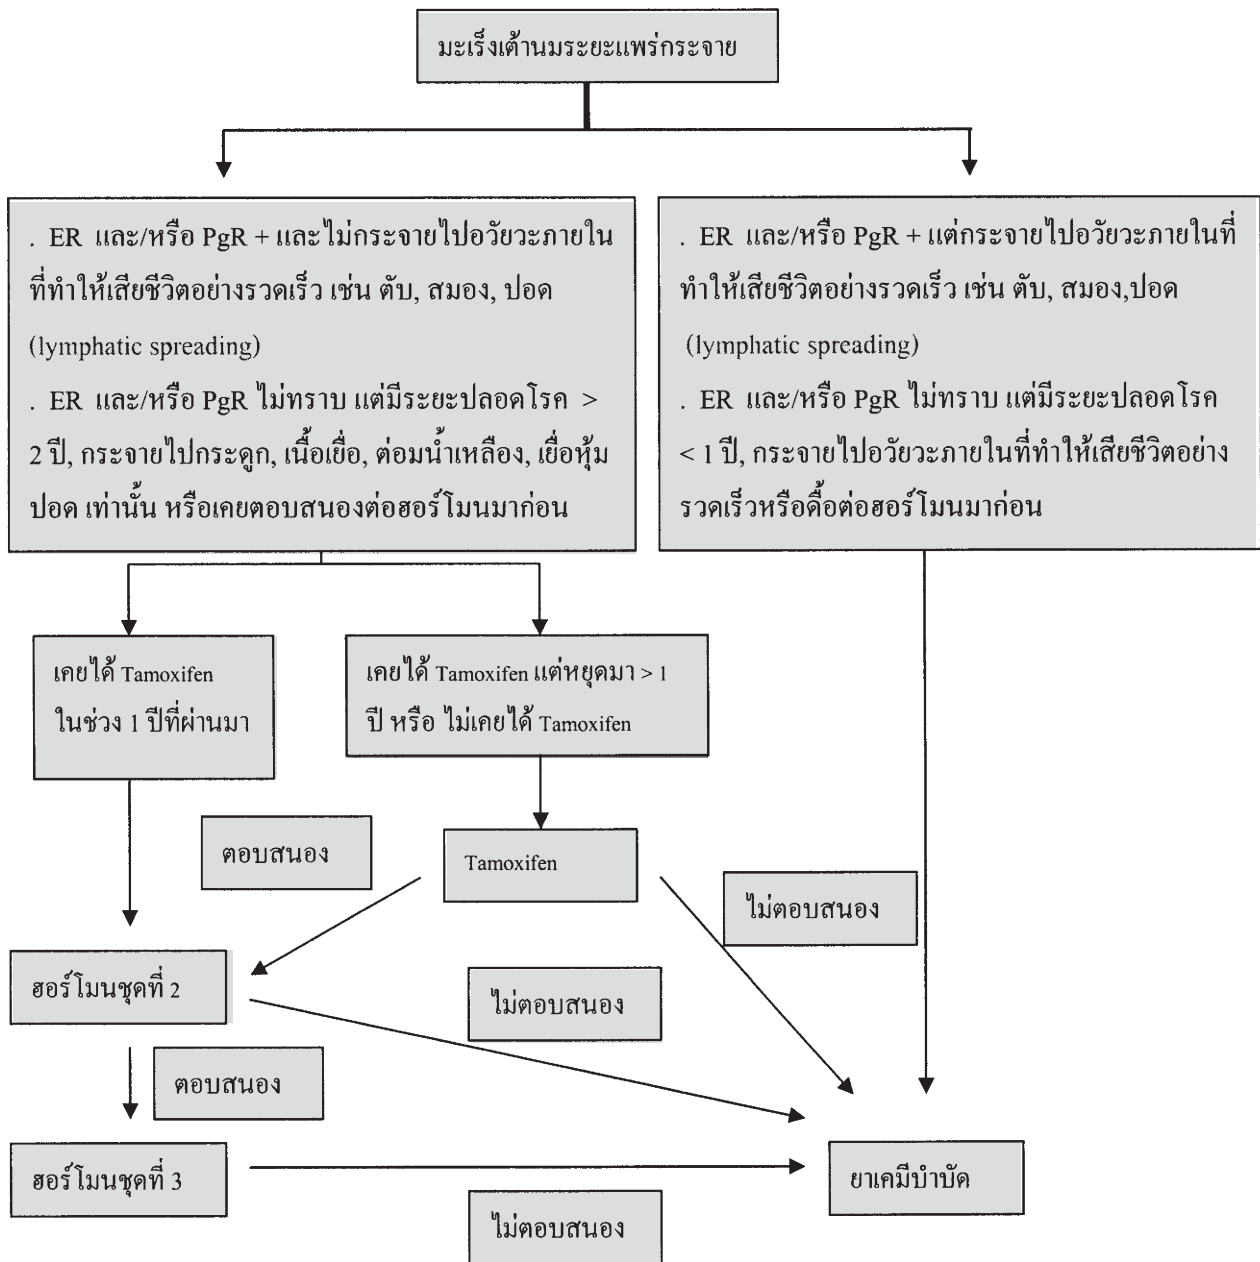 มะเร็งเต้านมระยะแพร่กระจาย
. ER และ/หรือ PgR + และไม่กระจายไปอวัยวะภายใน
ที่ทำให้เสียชีวิตอย่างรวดเร็ว เช่น ตับ, สมอง, ปอด
(lymphatic spreading)
. ER และ/หรือ PgR ไม่ทราบ แต่มีระยะปลอดโรค >
2 ปี, กระจายไปกระดูก, เนื้อเยื่อ, ต่อมน้ำเหลือง, เยื่อหุ้ม
ปอด เท่านั้น หรือเคยตอบสนองต่อฮอร์โมนมาก่อน
. ER และ/หรือ PgR + แต่กระจายไปอวัยวะภายในที่
ทำให้เสียชีวิตอย่างรวดเร็ว เช่น ตับ, สมอง,ปอด
(lymphatic spreading)
. ER และ/หรือ PgR ไม่ทราบ แต่มีระยะปลอดโรค
< 1 ปี, กระจายไปอวัยวะภายในที่ทำให้เสียชีวิตอย่าง
รวดเร็วหรือดื้อต่อฮอร์โมนมาก่อน
เคยได้ Tamoxifen
ในช่วง 1 ปีที่ผ่านมา
เคยได้ Tamoxifen แต่หยุดมา > 1
ปี หรือ ไม่เคยได้ Tamoxifen
ตอบสนอง
Tamoxifen
ไม่ตอบสนอง
ฮอร์โมนชุดที่ 2
ไม่ตอบสนอง
ตอบสนอง
ฮอร์โมนชุดที่ 3
ยาเคมีบำบัด
ไม่ตอบสนอง